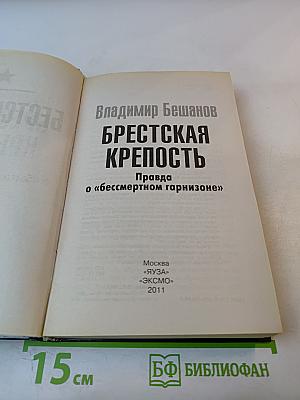 Владимир Бешанов
БРЕСТСКАЯ
КРЕПОСТЬ
Правда
о «бессмертном гарнизоне»
Москва
«ЯУЗА»
«ЭКСМО»
2011
15 см
БФ БИБЛИОФАН